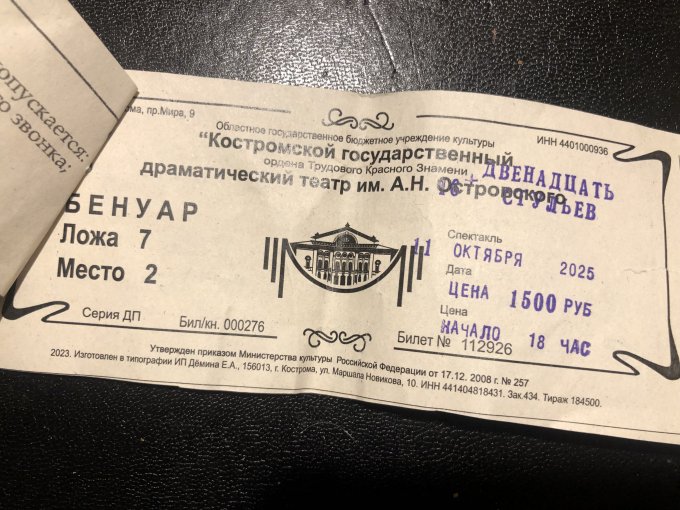 опускается:
о звонка;
ома, пр.Мира, 9
Областное государственное бюджетное учреждение культуры
ИНН 4401000936
"Костромской государственный
ордена Трудового Красного Знамени
драматический театр им. А.Н. Островского
16+ ДВЕНАДЦАТЬ
СТУЛЬЕВ
БЕНУАР
Ложа 7
Место 2
Спектакль
11 ОКТЯБРЯ 2025
Дата
ЦЕНА 1500 РУБ
Цена
НАЧАЛО 18 ЧАС
Серия ДП Бил/кн. 000276
Билет № 112926
Утвержден приказом Министерства культуры Российской Федерации от 17.12. 2008 г. № 257
2023. Изготовлен в типографии ИП Дёмина Е.А., 156013, г. Кострома, ул. Маршала Новикова, 10. ИНН 441404818431. Зак.434. Тираж 184500.